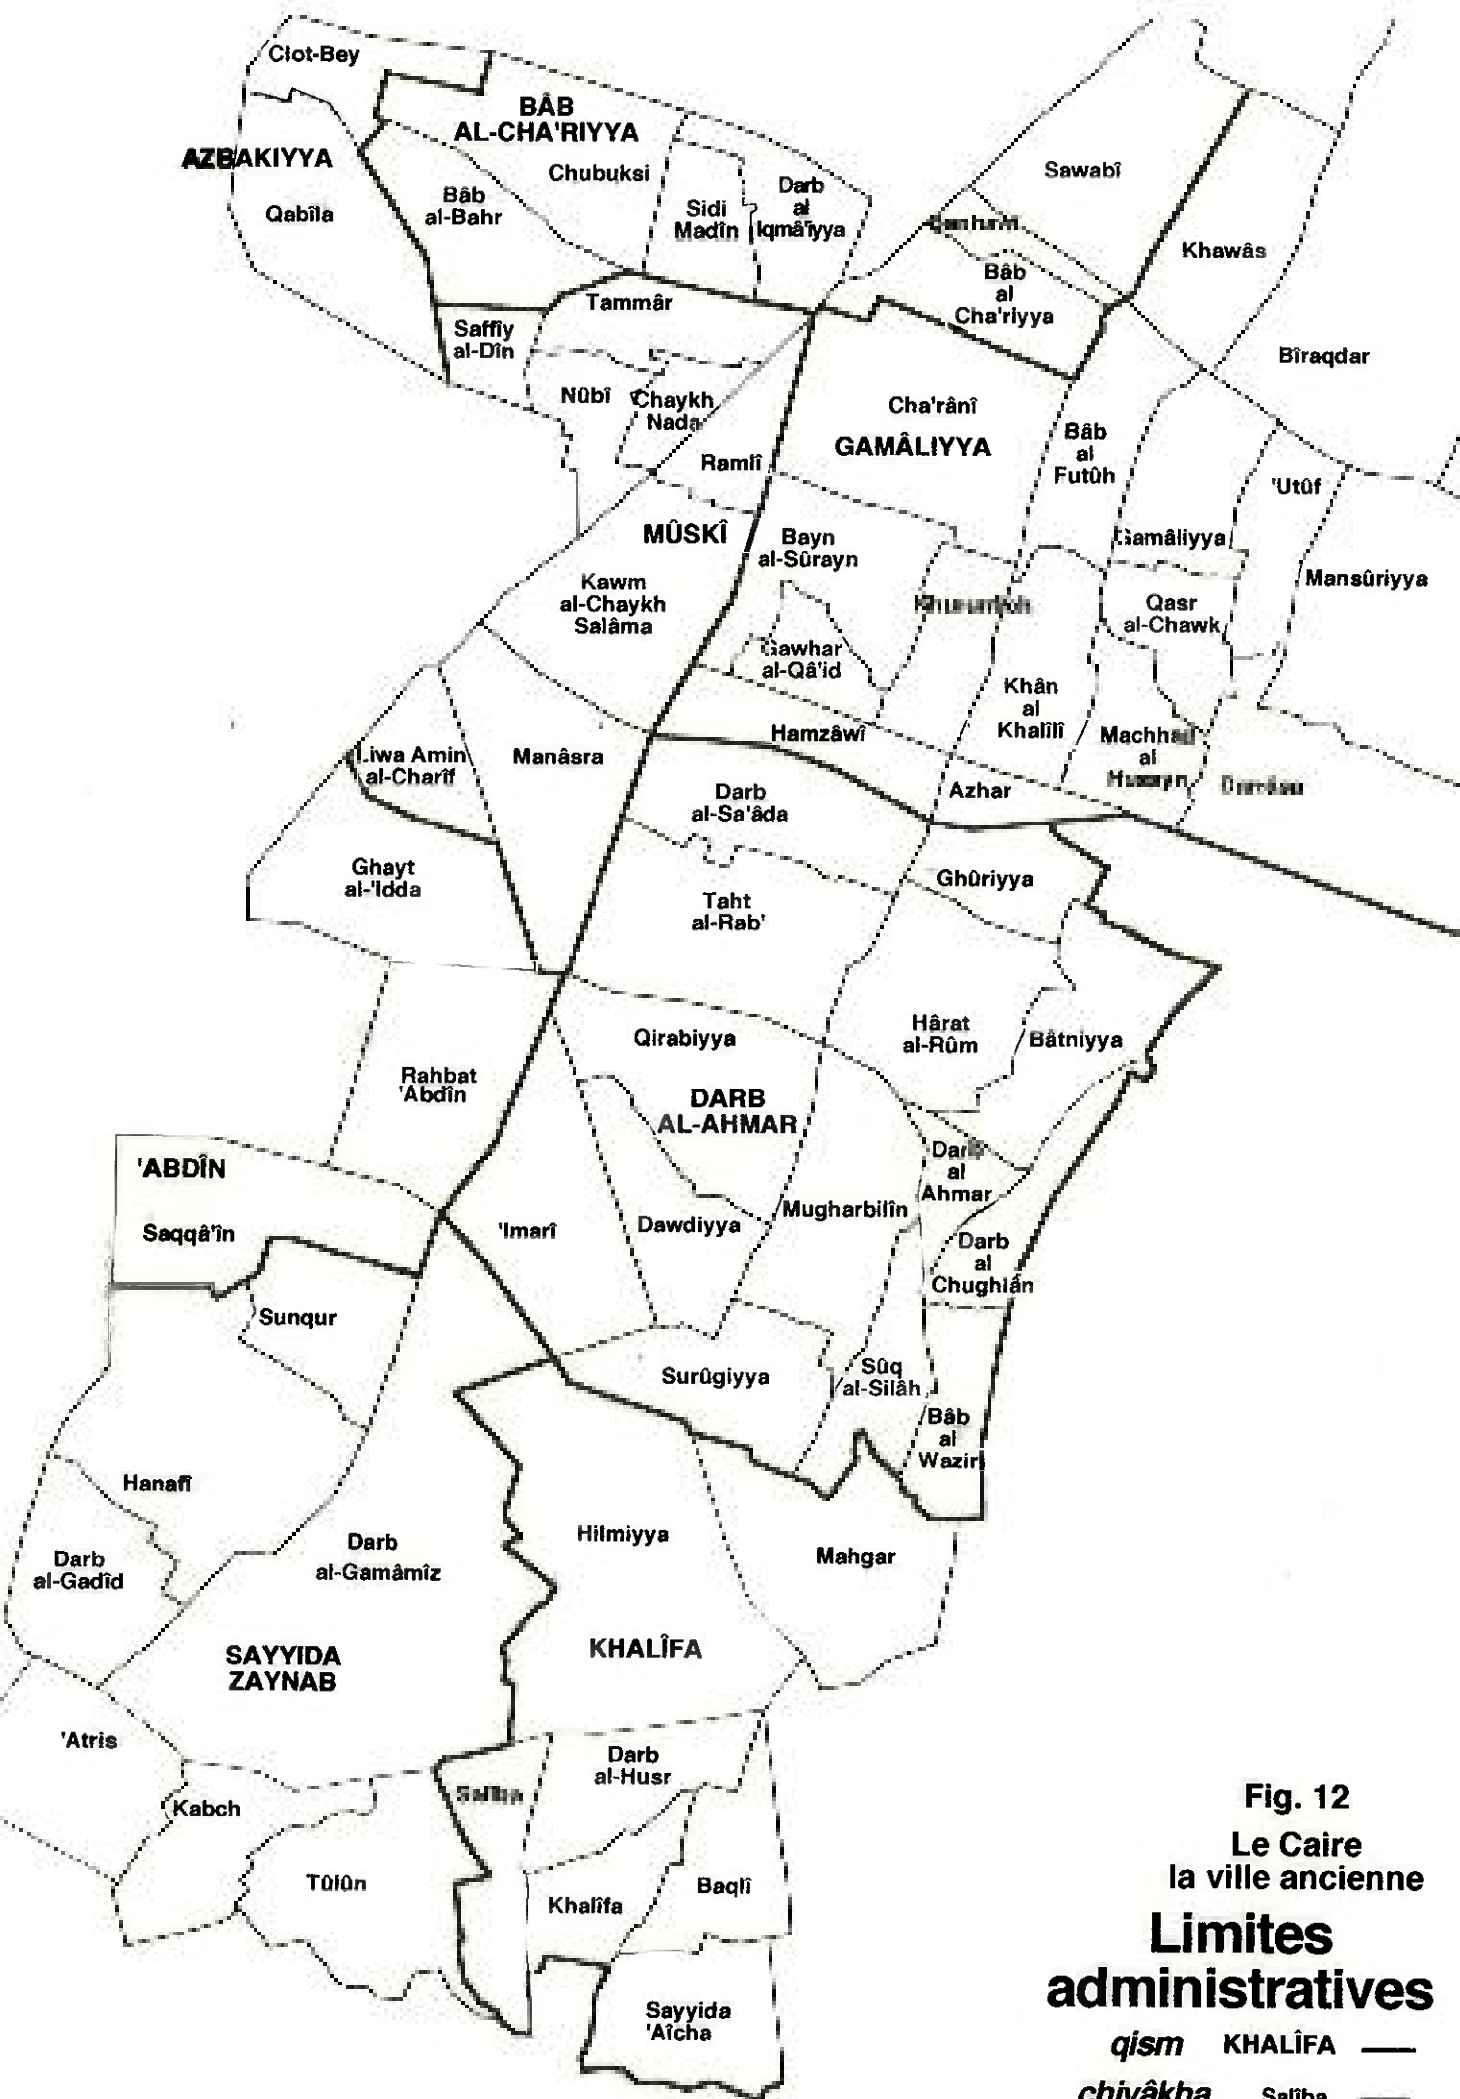 Clot-Bey
BÂB
AL-CHA'RIYYA
AZBAKIYYA
Chubuksi
Sawabî
Qabîla
Bâb
al-Bahr
Sidi
Madîn
Darb
al
Iqmâ'iyya
Khawâs
Bâb
al
Cha'riyya
Tammâr
Saffîy
al-Dîn
Bîraqdar
Nûbî
Chaykh
Nada
Cha'rânî
GAMÂLIYYA
Bâb
al
Futûh
Ramlî
'Utûf
MÛSKÎ
Bayn
al-Sûrayn
Gamâliyya
Mansûriyya
Kawm
al-Chaykh
Salâma
Qasr
al-Chawk
Gawhar
al-Qâ'id
Khân
al
Khalîlî
Hamzâwî
Machhad
al
Liwa Amin
al-Charîf
Manâsra
Darb
al-Sa'âda
Azhar
Ghayt
al-'Idda
Ghûriyya
Taht
al-Rab'
Hârat
al-Rûm
Bâtniyya
Qirabiyya
Rahbat
'Abdîn
DARB
AL-AHMAR
'ABDÎN
Darb
al
Ahmar
Saqqâ'în
'Imarî
Dawdiyya
Mugharbilîn
Darb
al
Chughlân
Sunqur
Surûgiyya
Sûq
al-Silâh
Bâb
al
Wazir
Hanafî
Darb
al-Gamâmîz
Hilmiyya
Mahgar
Darb
al-Gadîd
SAYYIDA
ZAYNAB
KHALÎFA
'Atris
Darb
al-Husr
Kabch
Salîba
Tûlûn
Khalîfa
Baqlî
Sayyida
'Aîcha
Fig. 12
Le Caire
la ville ancienne
Limites
administratives
qism KHALÎFA
chiyâkha Salîba